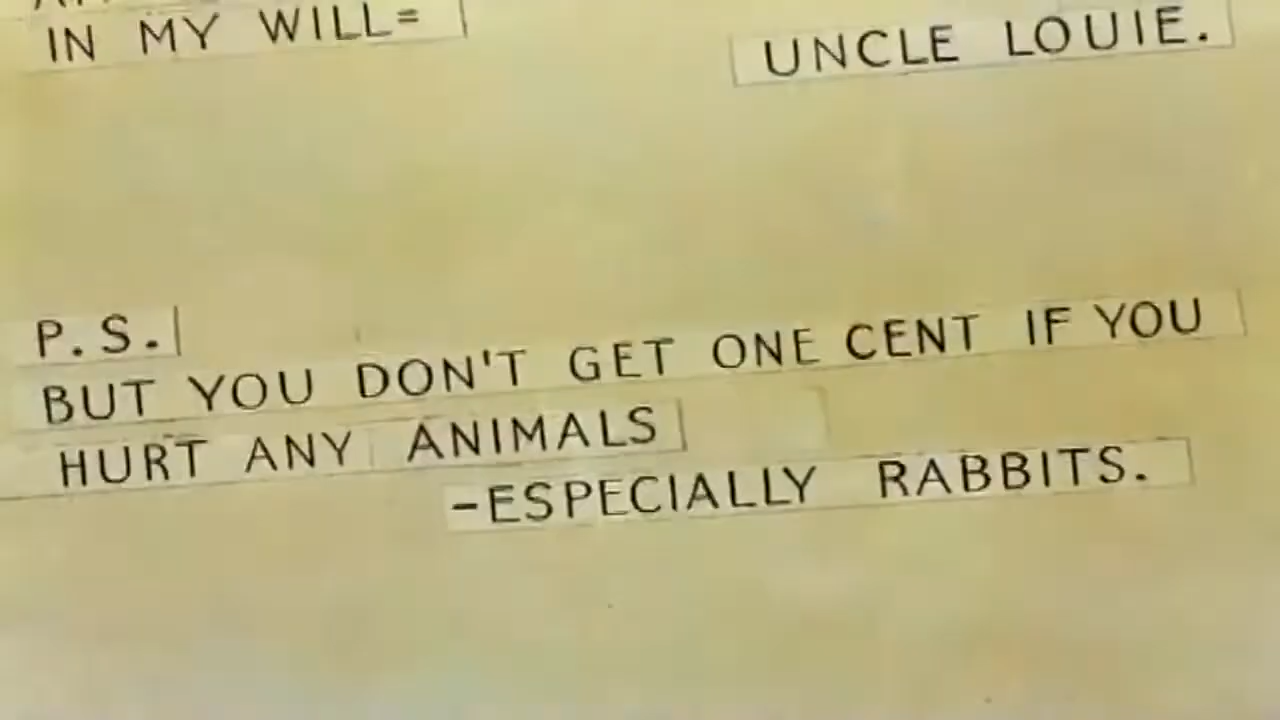 IN MY WILL=
UNCLE LOUIE.
P.S.
BUT YOU DON'T GET ONE CENT IF YOU
HURT ANY ANIMALS
-ESPECIALLY RABBITS.